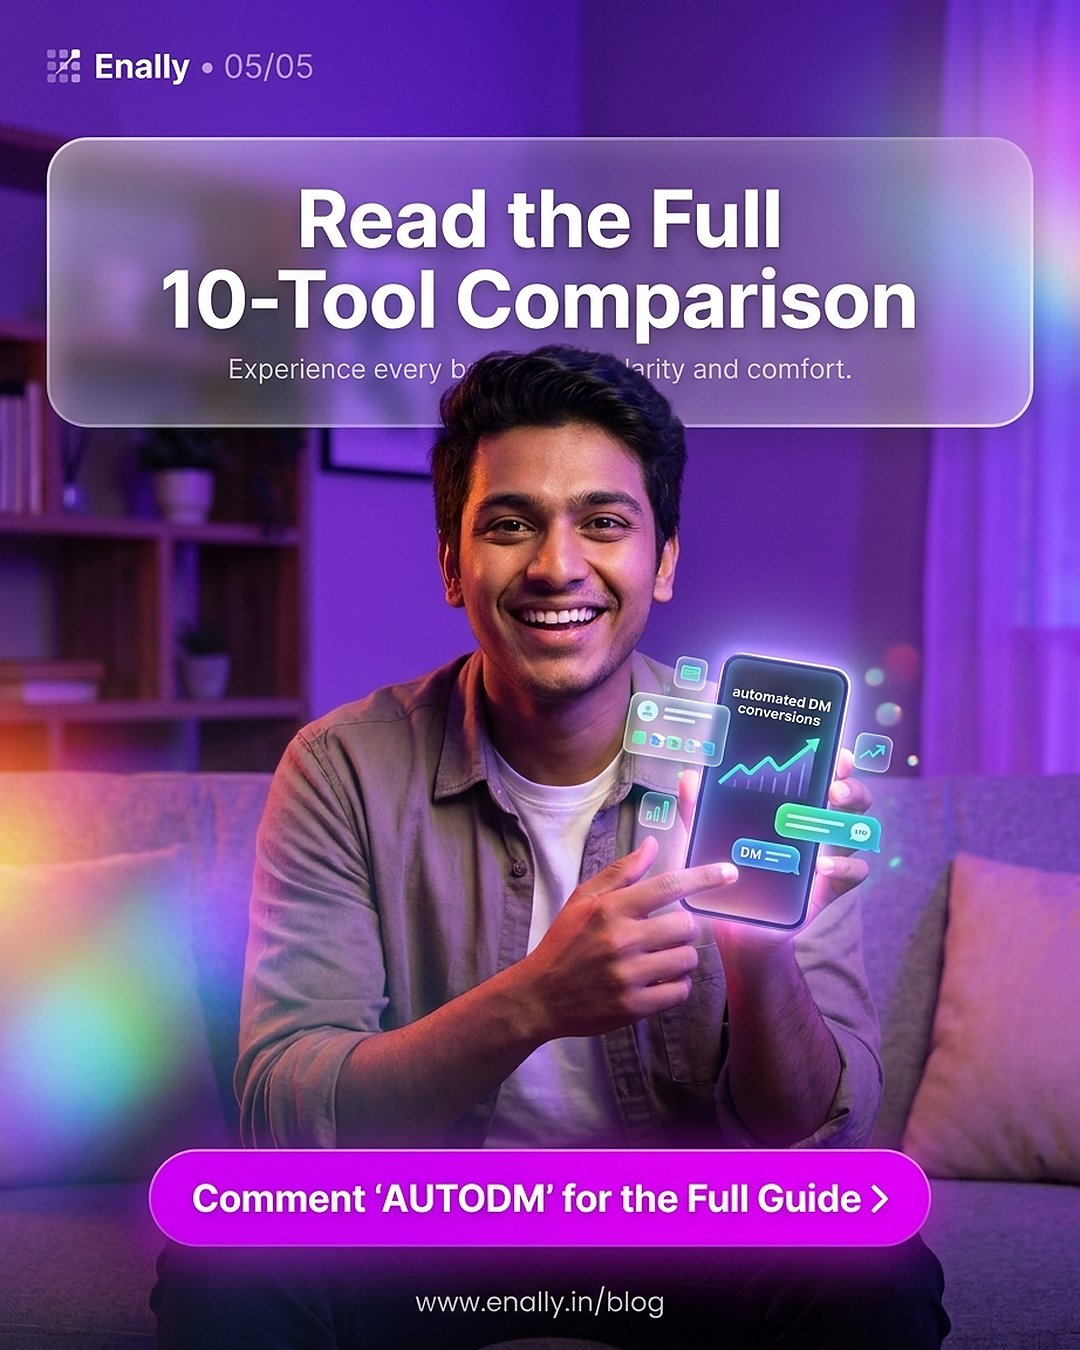 Enally • 05/05
Read the Full
10-Tool Comparison
Experience every and comfort.
automated DM
conversions
DM
Comment ‘AUTODM’ for the Full Guide >
www.enally.in/blog